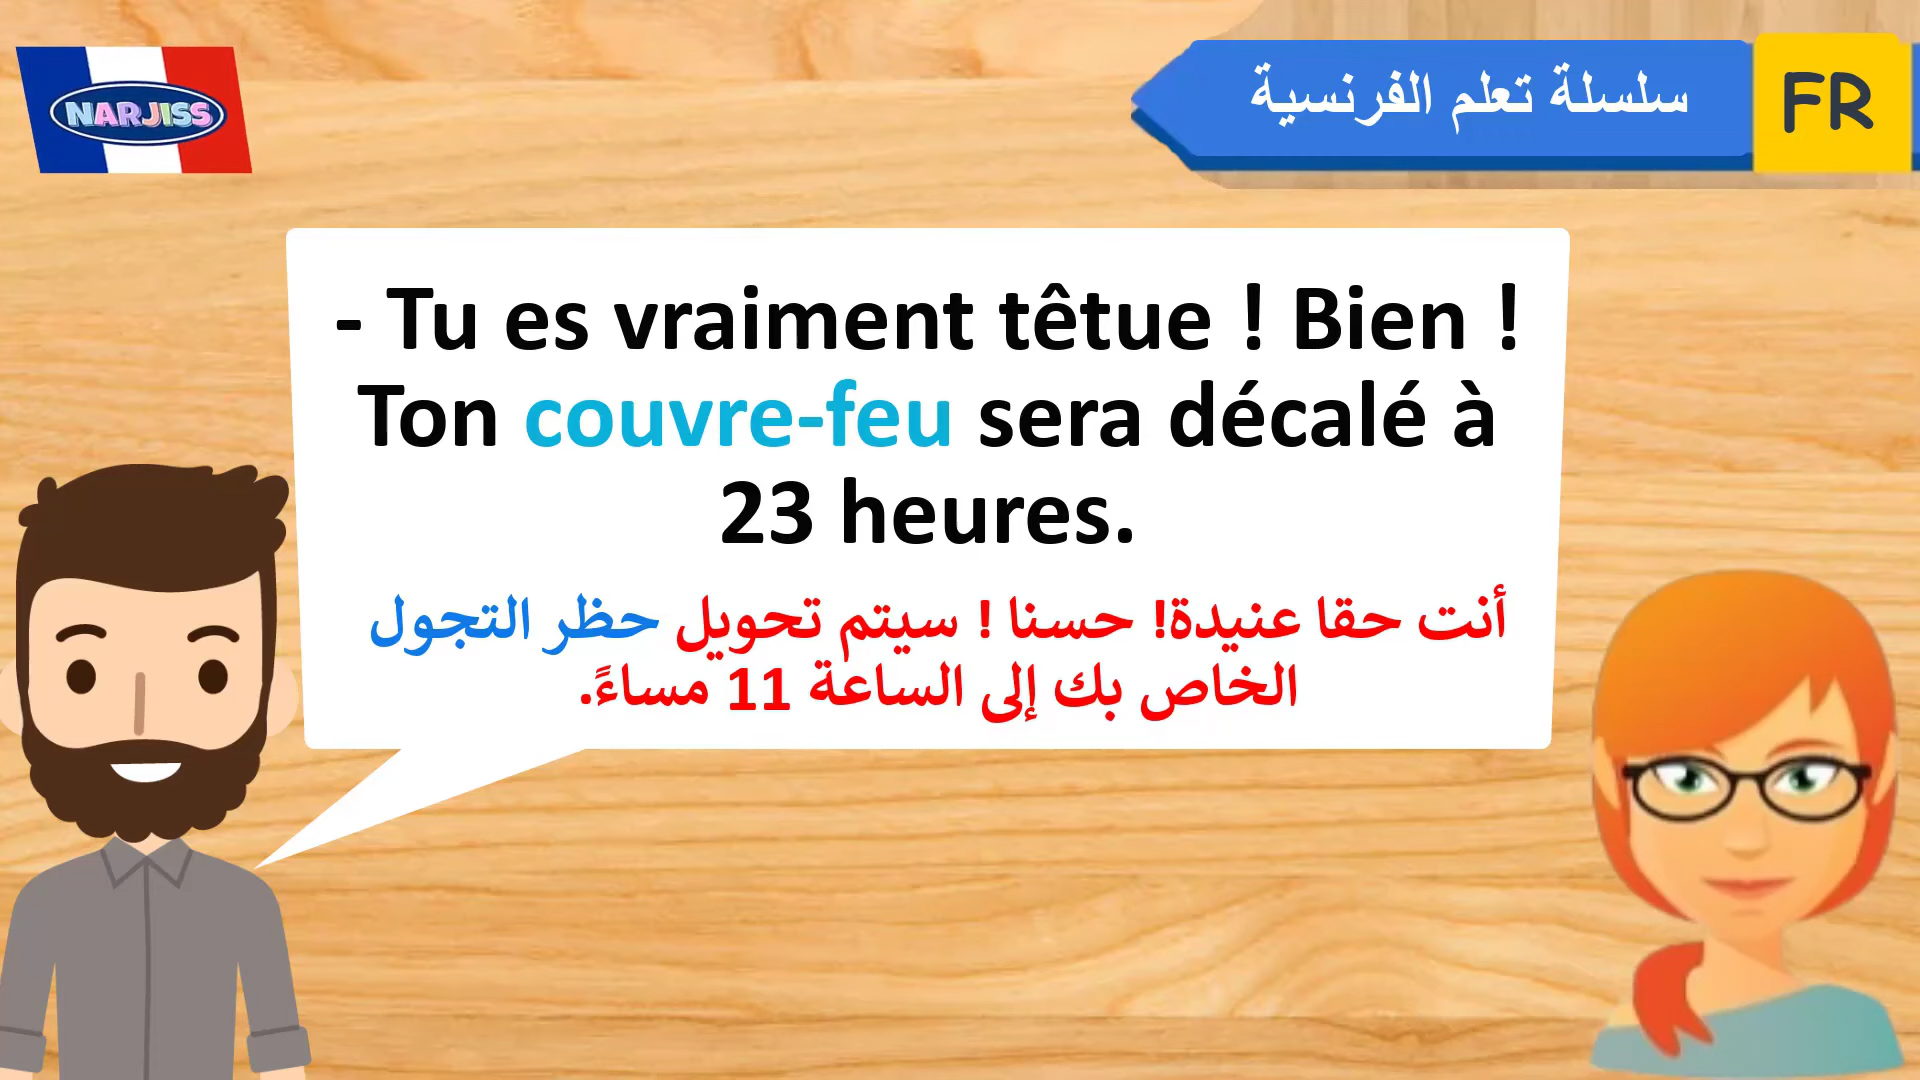 NARJISS
سلسلة تعلم الفرنسية
FR
- Tu es vraiment têtue ! Bien !
Ton couvre-feu sera décalé à
23 heures.
أنت حقا عنيدة! حسنا ! سيتم تحويل حظر التجول
الخاص بك إلى الساعة 11 مساءً.